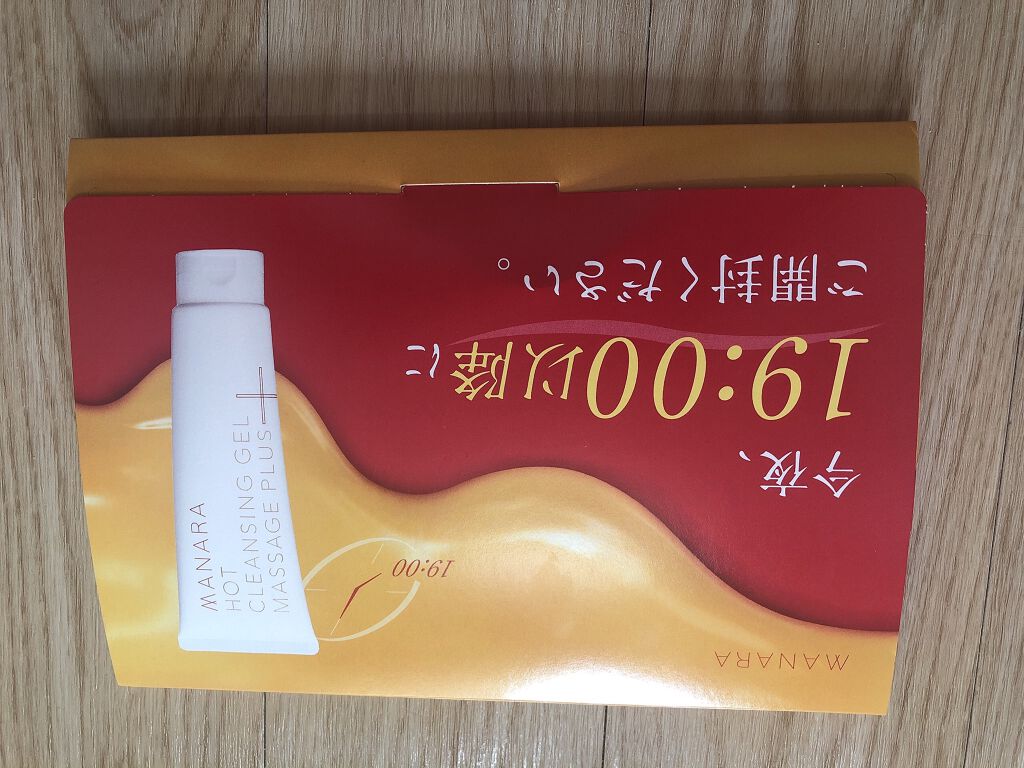 MANARA
今夜、
19:00以降に
ご開封ください。
19:00
MANARA
HOT
CLEANSING GEL
MASSAGE PLUS